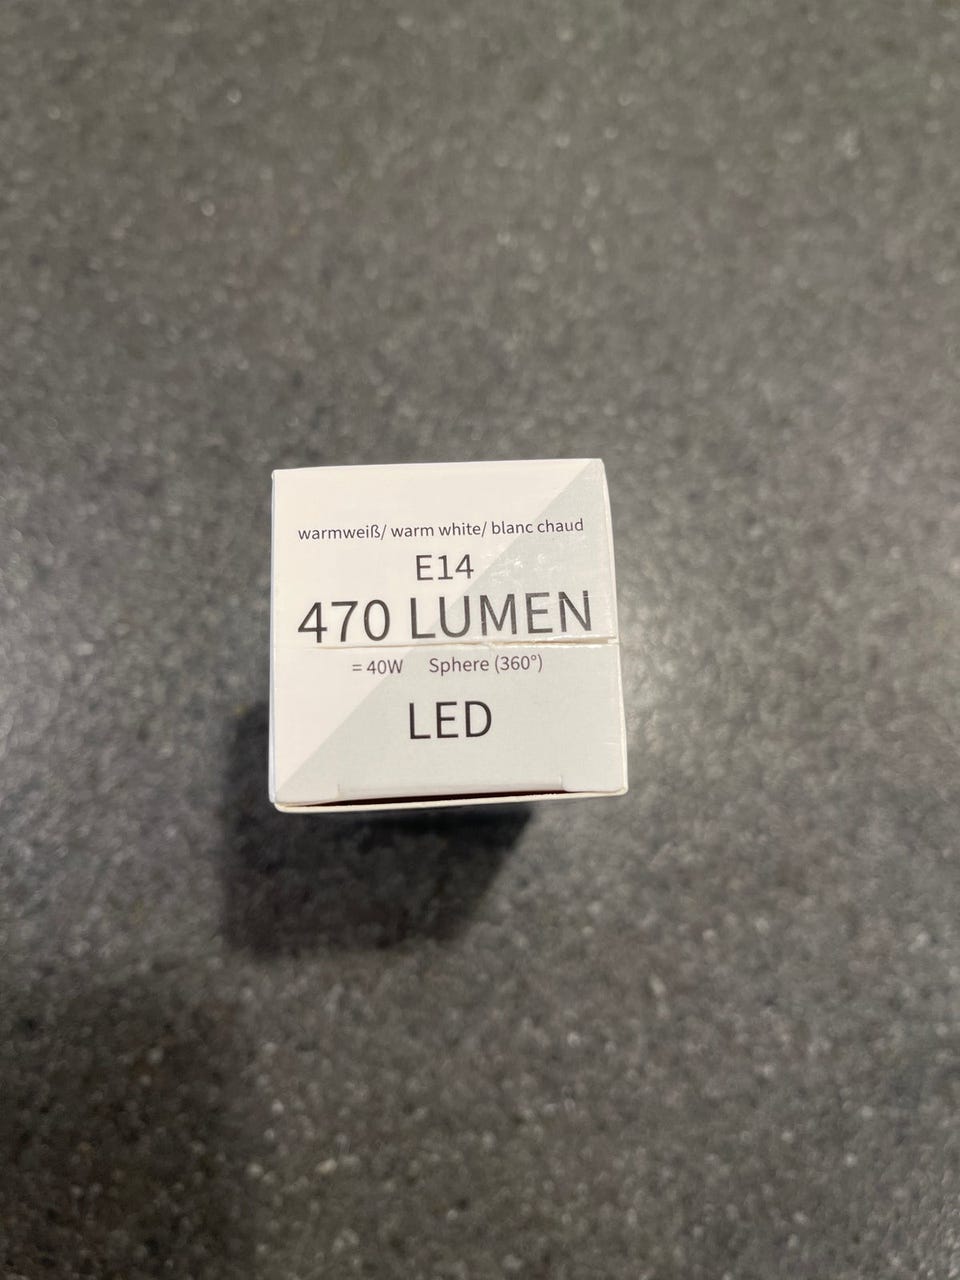 warmweiß/ warm white/ blanc chaud
E14
470 LUMEN
= 40W Sphere (360°)
LED